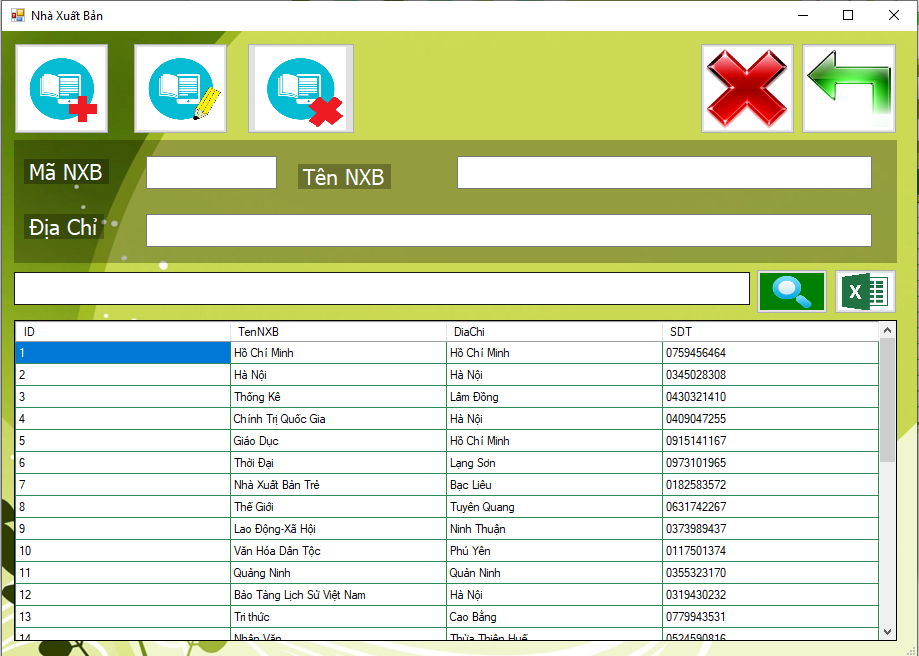 Nhà Xuất Bản
Mã NXB
Tên NXB
Địa Chỉ
X
ID TenNXB DiaChi SDT
1 Hồ Chí Minh Hồ Chí Minh 0759456464
2 Hà Nội Hà Nội 0345028308
3 Thống Kê Lâm Đồng 0430321410
4 Chính Trị Quốc Gia Hà Nội 0409047255
5 Giáo Dục Hồ Chí Minh 0915141167
6 Thời Đại Lạng Sơn 0973101965
7 Nhà Xuất Bản Trẻ Bạc Liêu 0182583572
8 Thế Giới Tuyên Quang 0631742267
9 Lao Động-Xã Hội Ninh Thuận 0373989437
10 Văn Hóa Dân Tộc Phú Yên 0117501374
11 Quảng Ninh Quản Ninh 0355323170
12 Bảo Tàng Lịch Sử Việt Nam Hà Nội 0319430232
13 Tri thức Cao Bằng 0779943531
14 Nhân Văn Thừa Thiên Huế 0524590816